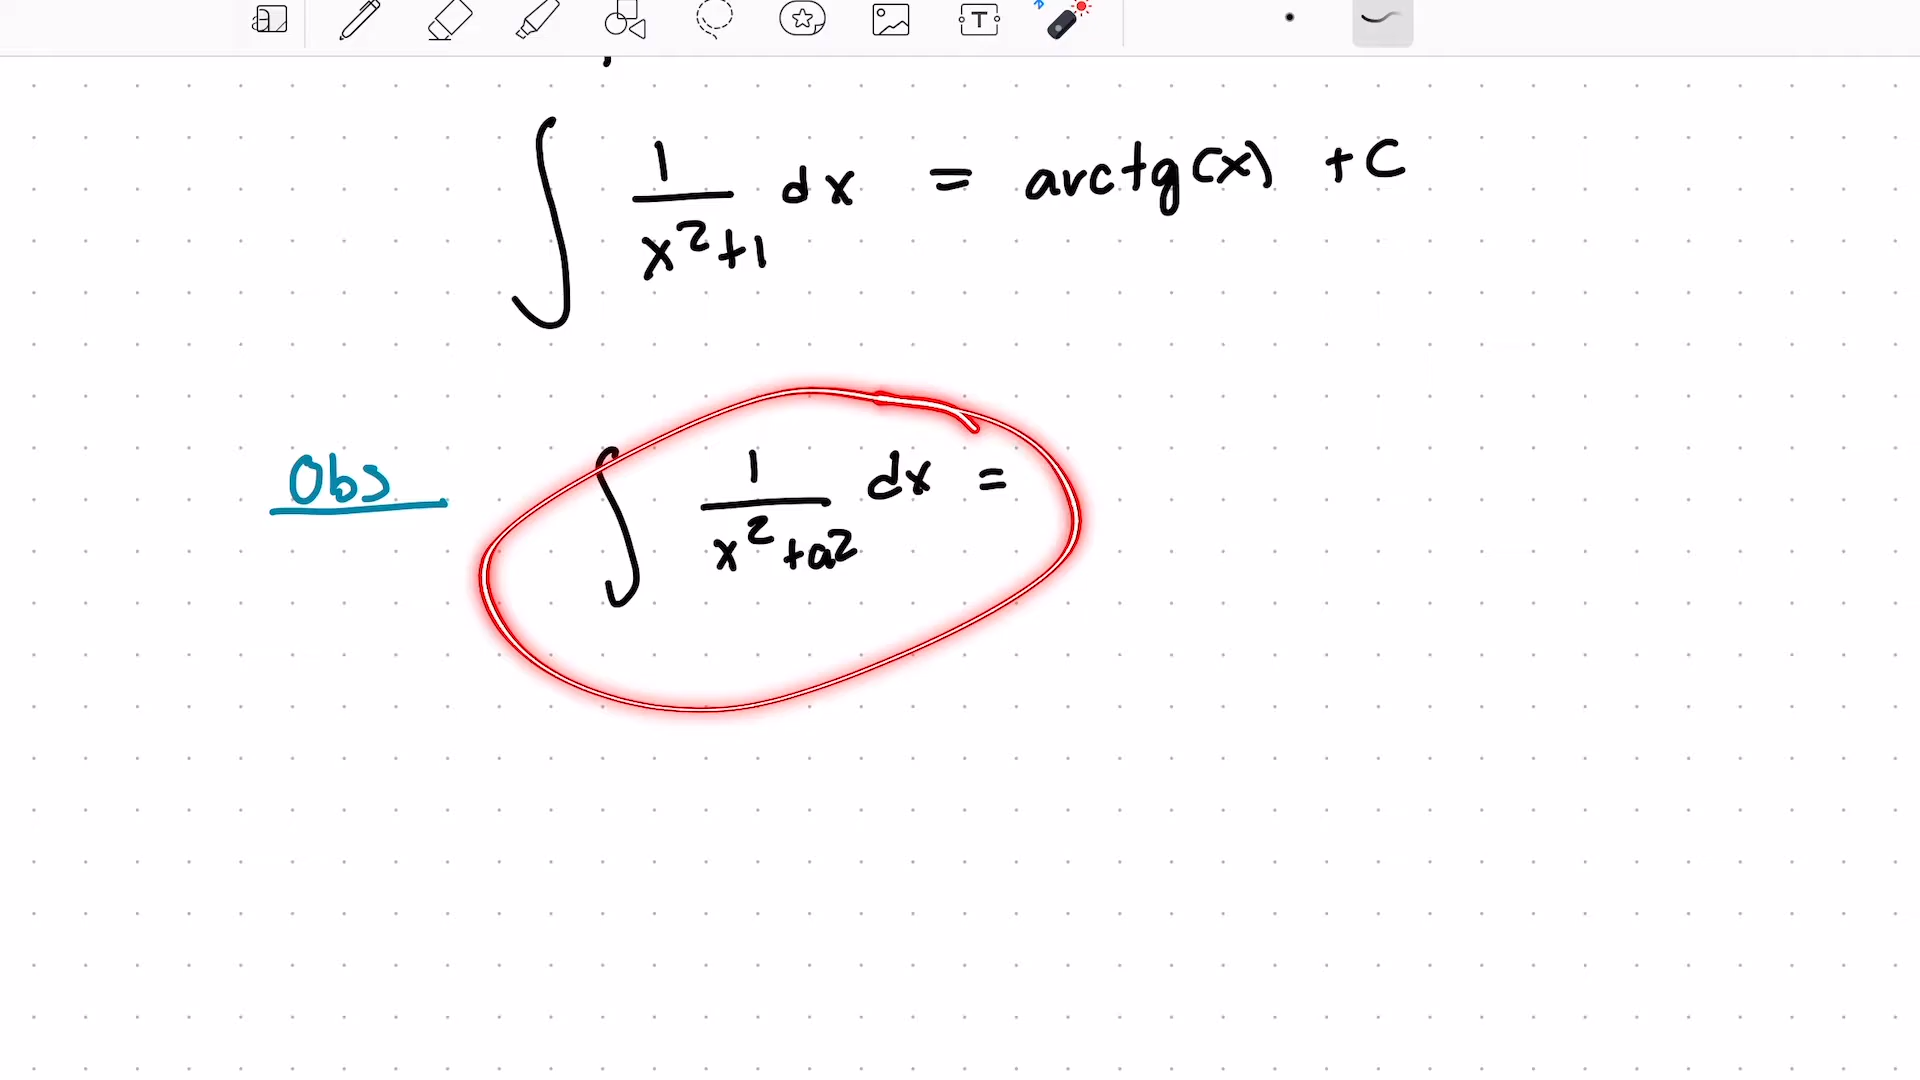 ∫ 1/(x²+1) dx = arctg(x) + C
Obs ∫ 1/(x²+a²) dx =